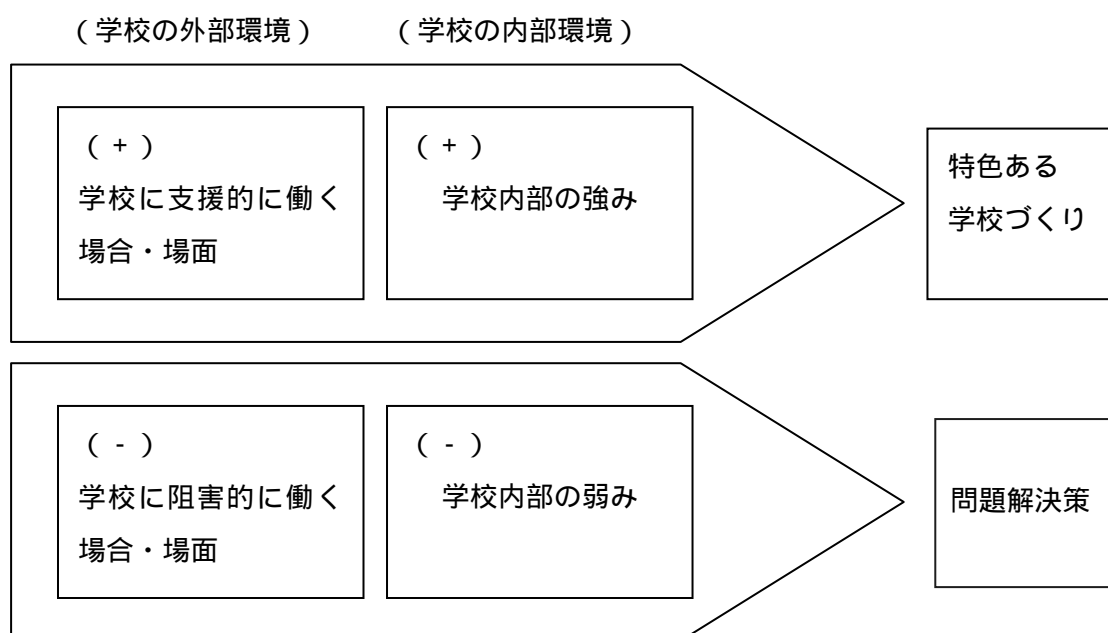 (学校の外部環境) (学校の内部環境)
(+)
学校に支援的に働く
場合・場面
(+)
学校内部の強み
特色ある
学校づくり
(-)
学校に阻害的に働く
場合・場面
(-)
学校内部の弱み
問題解決策